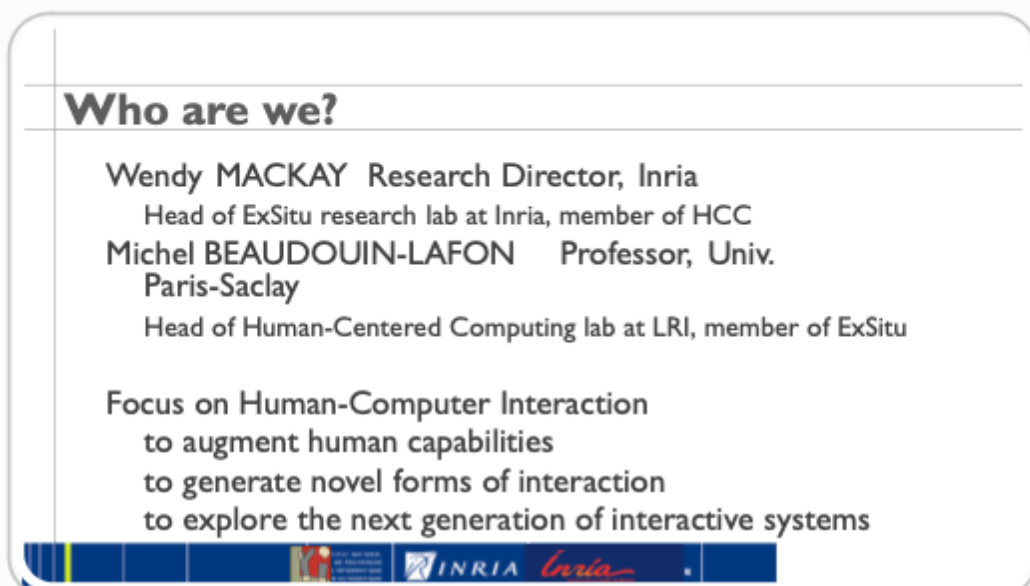 Who are we?
Wendy MACKAY Research Director, Inria
Head of ExSitu research lab at Inria, member of HCC
Michel BEAUDOUIN-LAFON Professor, Univ.
Paris-Saclay
Head of Human-Centered Computing lab at LRI, member of ExSitu
Focus on Human-Computer Interaction
to augment human capabilities
to generate novel forms of interaction
to explore the next generation of interactive systems
INRIA Inria